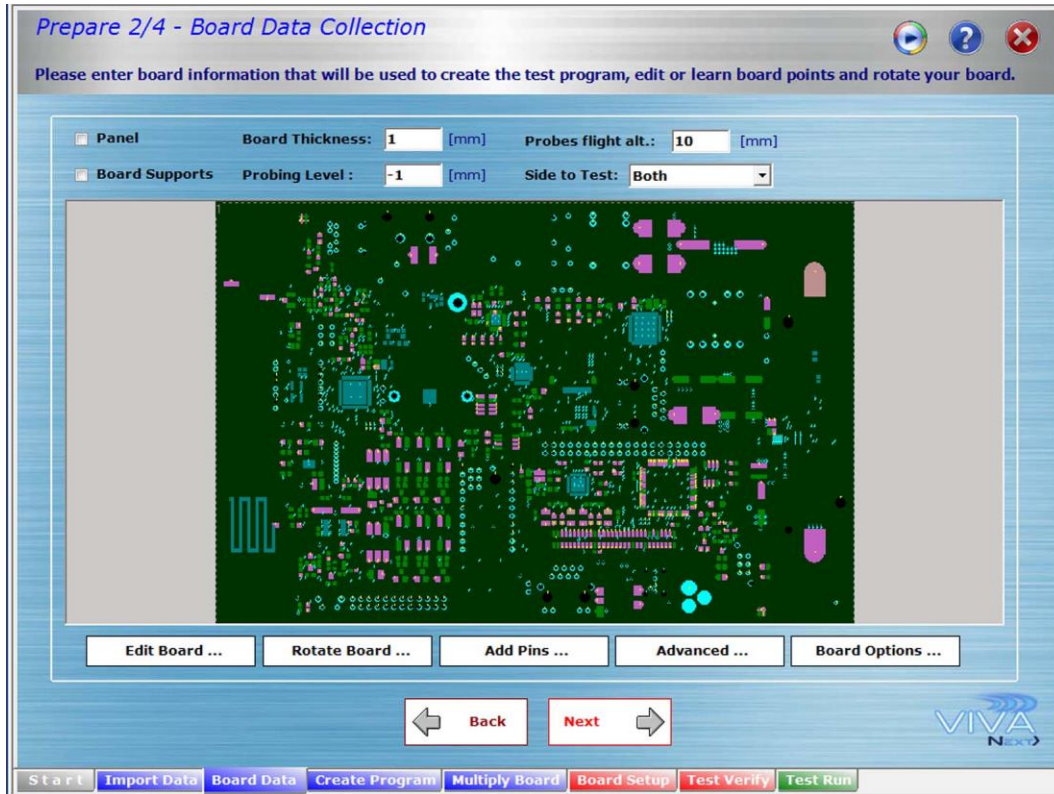 Prepare 2/4 - Board Data Collection
Please enter board information that will be used to create the test program, edit or learn board points and rotate your board.
Panel Board Thickness: 1 [mm] Probes flight alt.: 10 [mm]
Board Supports Probing Level : -1 [mm] Side to Test: Both
Edit Board ... Rotate Board ... Add Pins ... Advanced ... Board Options ...
Back Next
VIVA
NEXT
Start Import Data Board Data Create Program Multiply Board Board Setup Test Verify Test Run